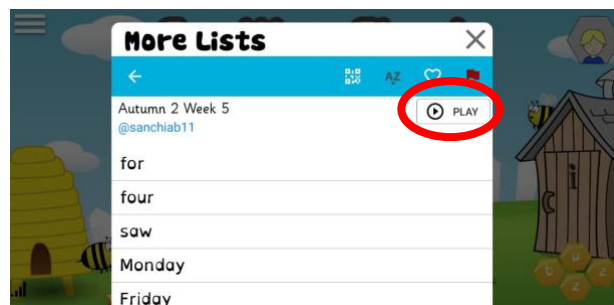 More Lists
AZ
Autumn 2 Week 5
PLAY
@sanchiab11
for
four
saw
Monday
Friday
i
u
z
z